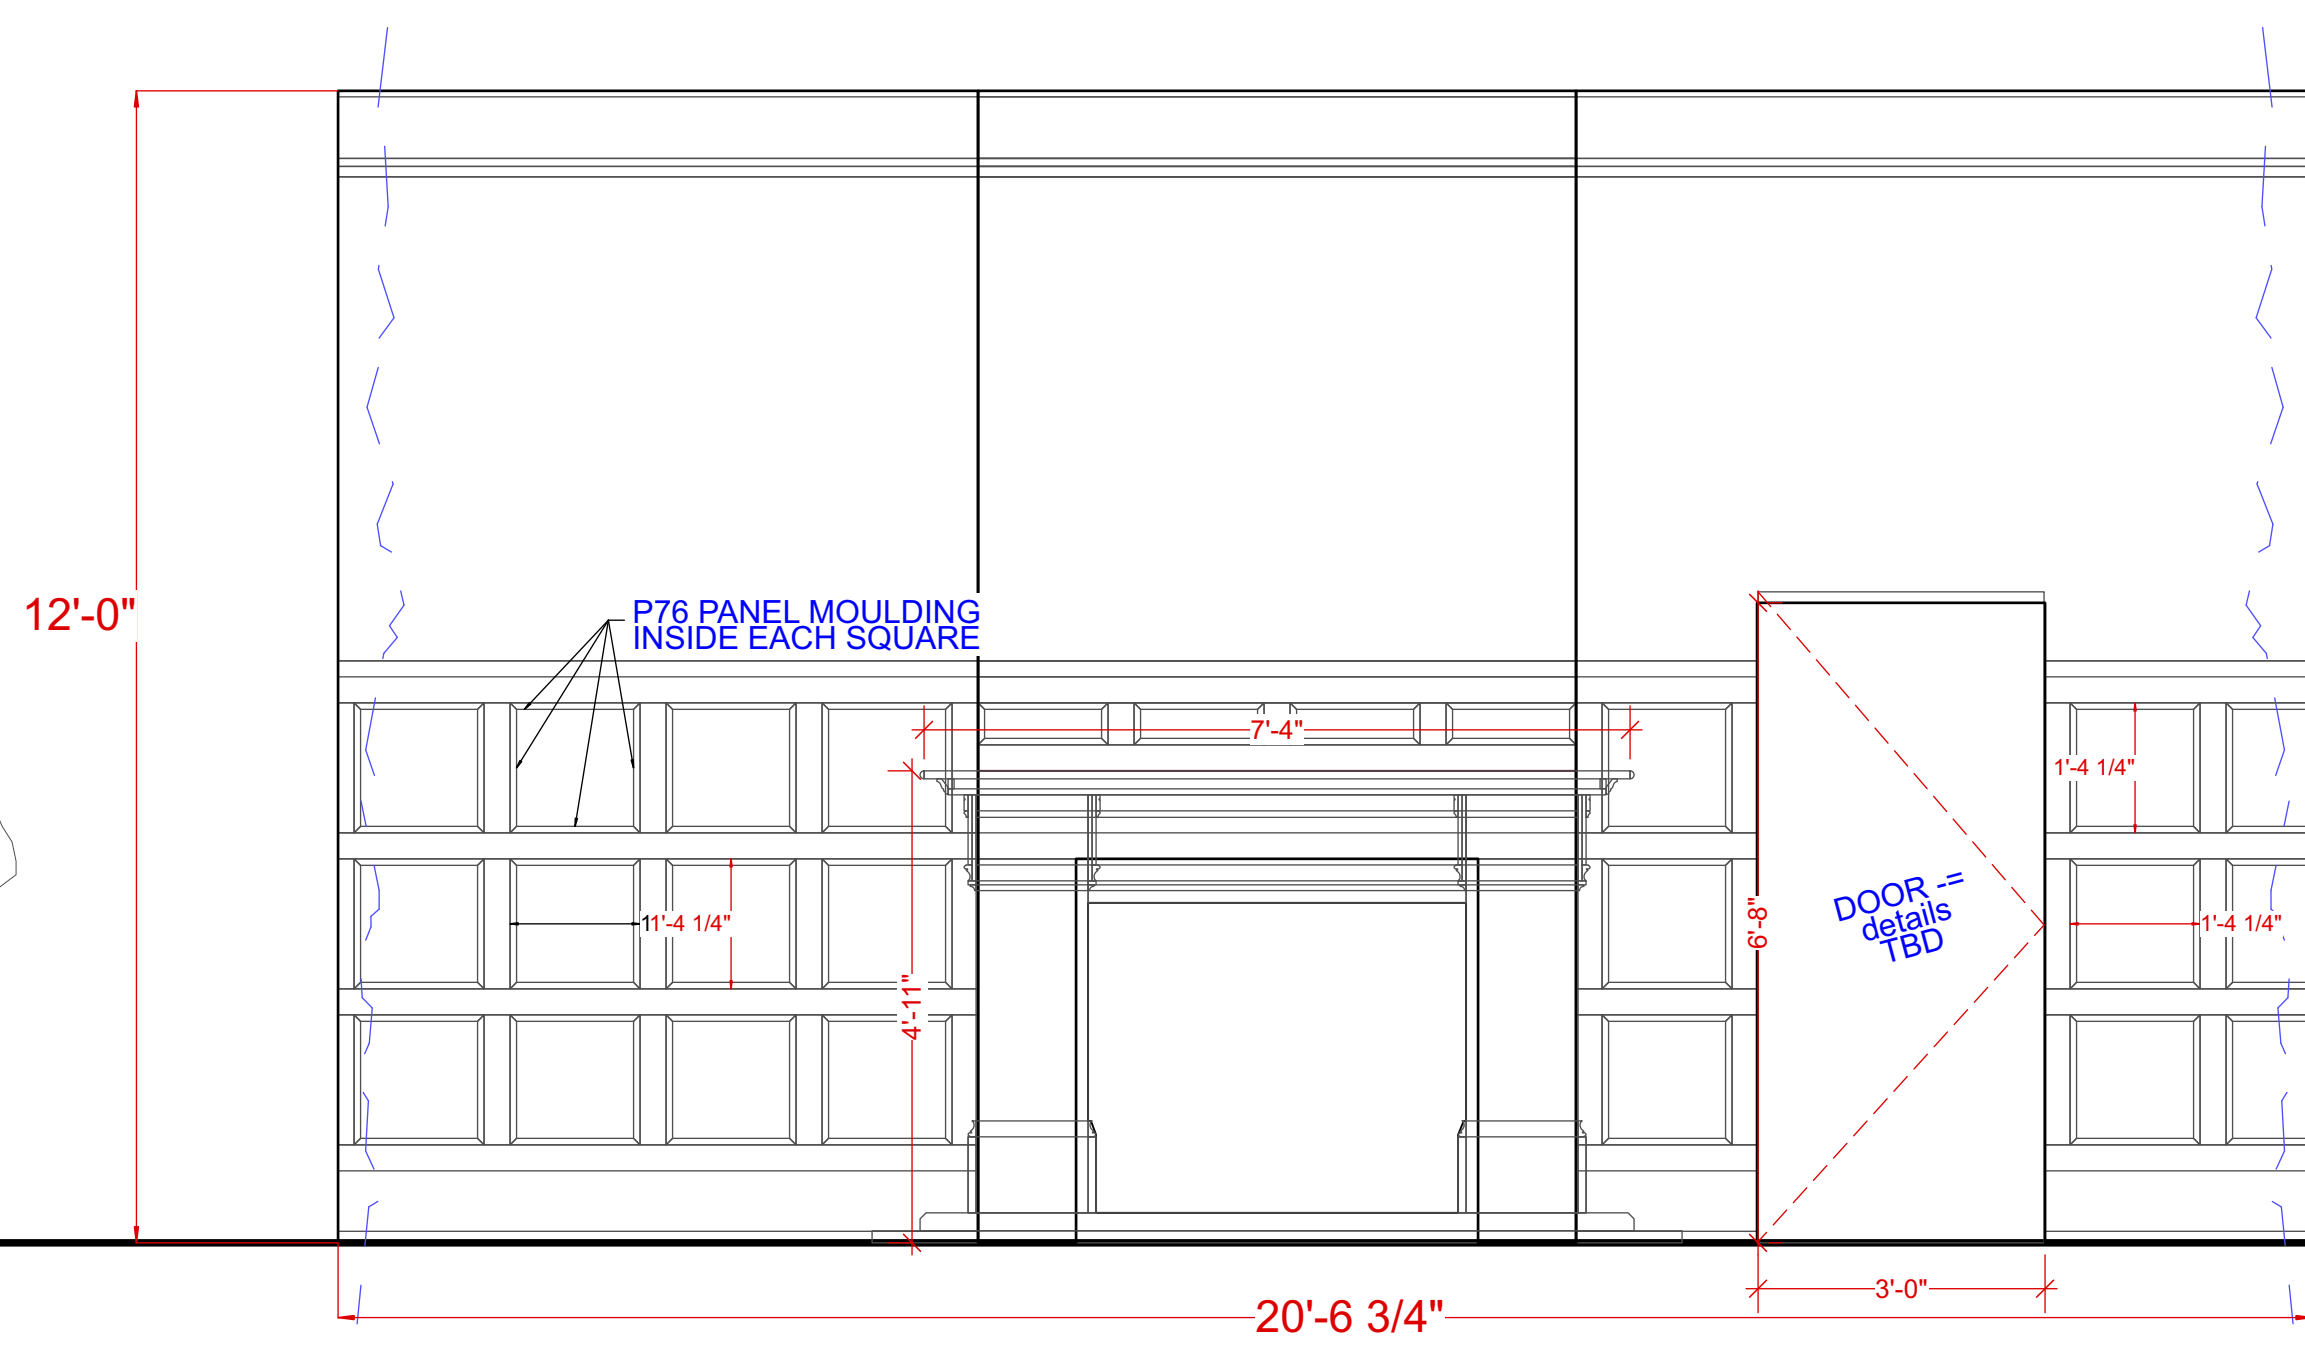 12'-0"
P76 PANEL MOULDING
INSIDE EACH SQUARE
7'-4"
1'-4 1/4"
DOOR -=
details
TBD
6'-8"
11'-4 1/4"
1'-4 1/4"
4'-11"
3'-0"
20'-6 3/4"